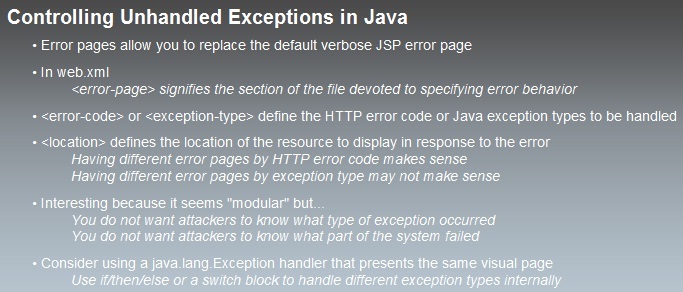 Controlling Unhandled Exceptions in Java
• Error pages allow you to replace the default verbose JSP error page
• In web.xml
<error-page> signifies the section of the file devoted to specifying error behavior
• <error-code> or <exception-type> define the HTTP error code or Java exception types to be handled
• <location> defines the location of the resource to display in response to the error
Having different error pages by HTTP error code makes sense
Having different error pages by exception type may not make sense
• Interesting because it seems "modular" but...
You do not want attackers to know what type of exception occurred
You do not want attackers to know what part of the system failed
• Consider using a java.lang.Exception handler that presents the same visual page
Use if/then/else or a switch block to handle different exception types internally